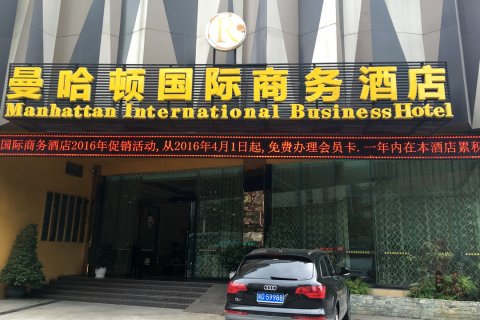 K
曼哈顿国际商务酒店
Manhattan International Business Hotel
国际商务酒店2016年促销活动,从2016年4月1日起,免费办理会员卡.一年内在本酒店累积
59988